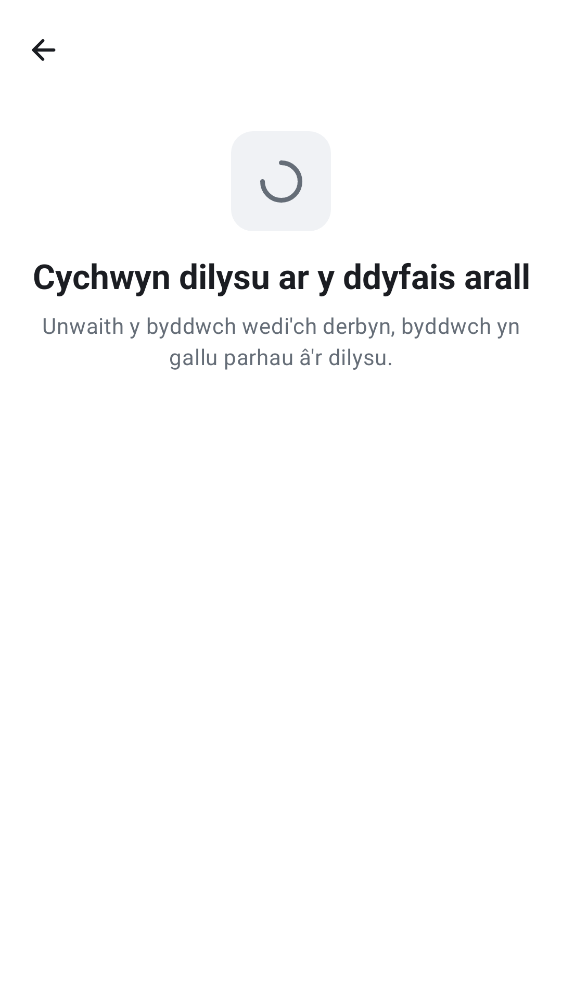 Cychwyn dilysu ar y ddyfais arall
Unwaith y byddwch wedi'ch derbyn, byddwch yn
gallu parhau â'r dilysu.